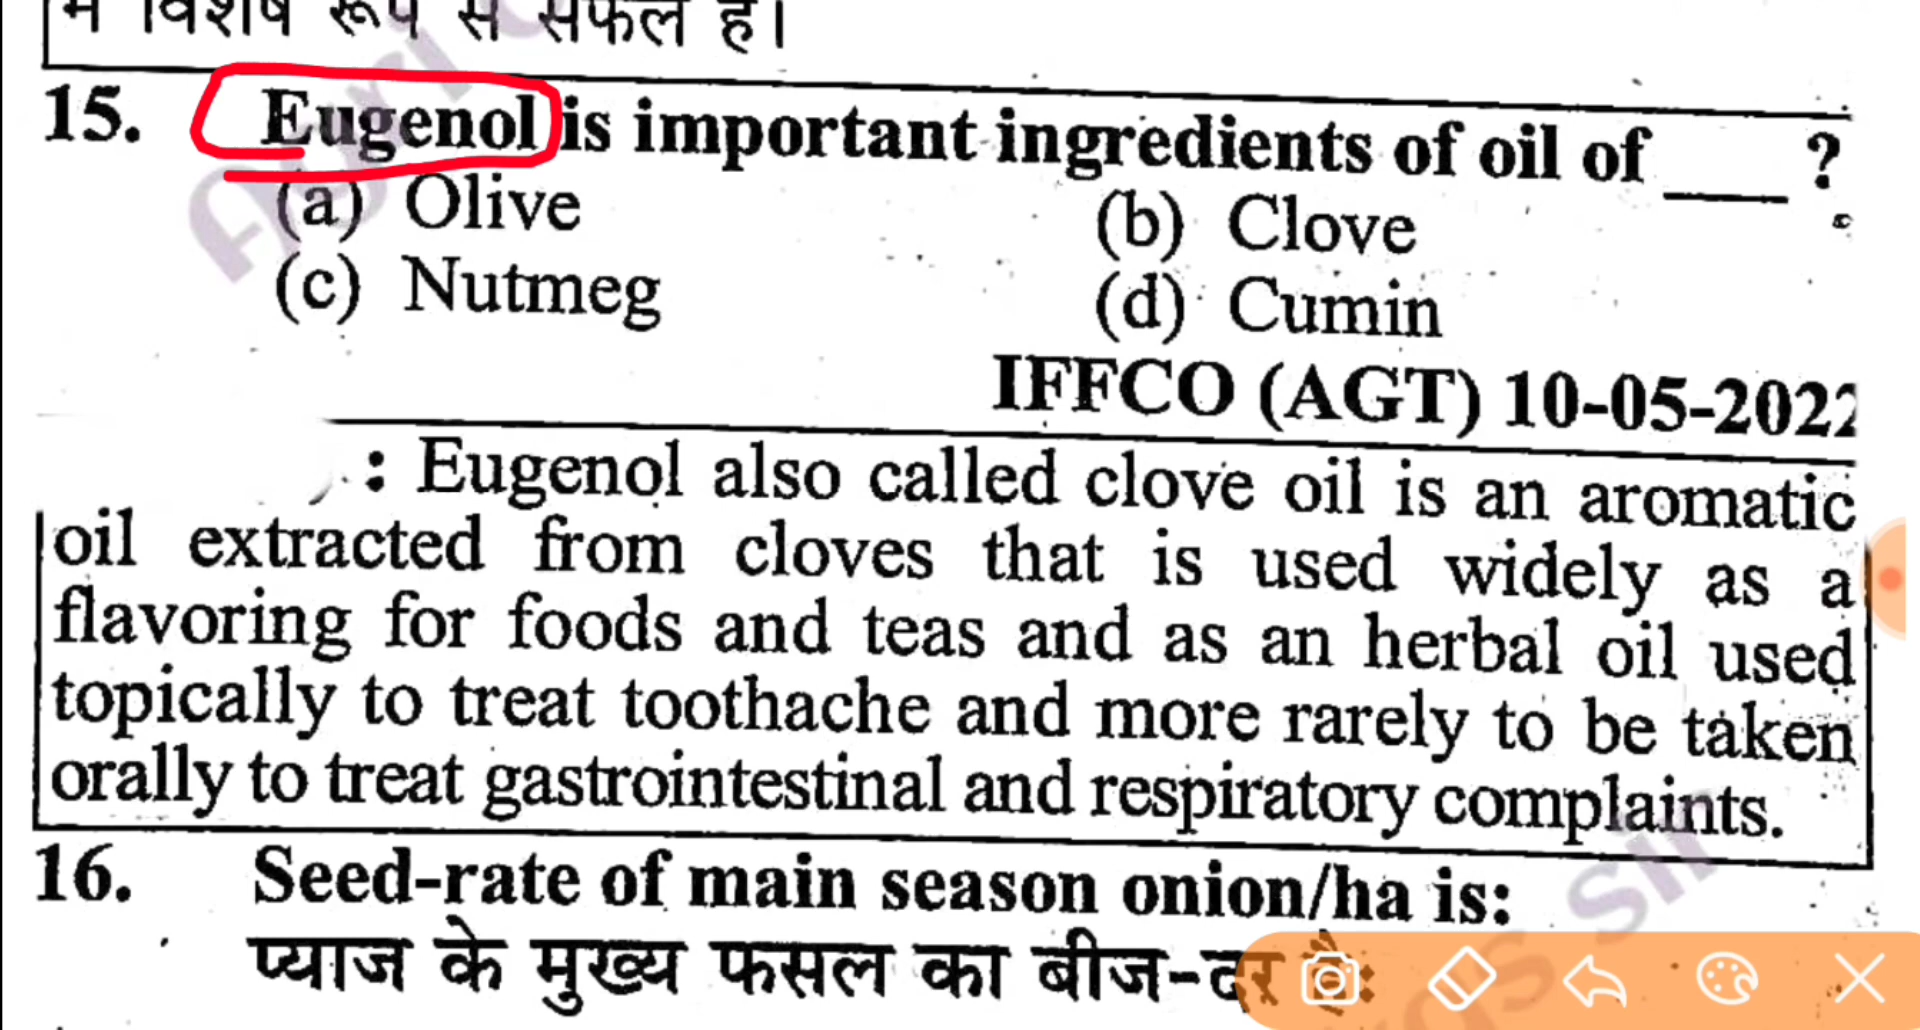 में विशेष रूप से सफल है।
15. Eugenol is important ingredients of oil of ___ ?
(a) Olive (b) Clove
(c) Nutmeg (d) Cumin
IFFCO (AGT) 10-05-2022
: Eugenol also called clove oil is an aromatic
oil extracted from cloves that is used widely as a
flavoring for foods and teas and as an herbal oil used
topically to treat toothache and more rarely to be taken
orally to treat gastrointestinal and respiratory complaints.
16. Seed-rate of main season onion/ha is:
प्याज के मुख्य फसल का बीज-दर